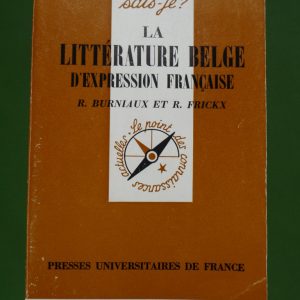 sais-je?
LA
LITTÉRATURE BELGE
D'EXPRESSION FRANÇAISE
R. BURNIAUX ET R. FRICKX
Le point
des connaissances
actuelles
PRESSES UNIVERSITAIRES DE FRANCE